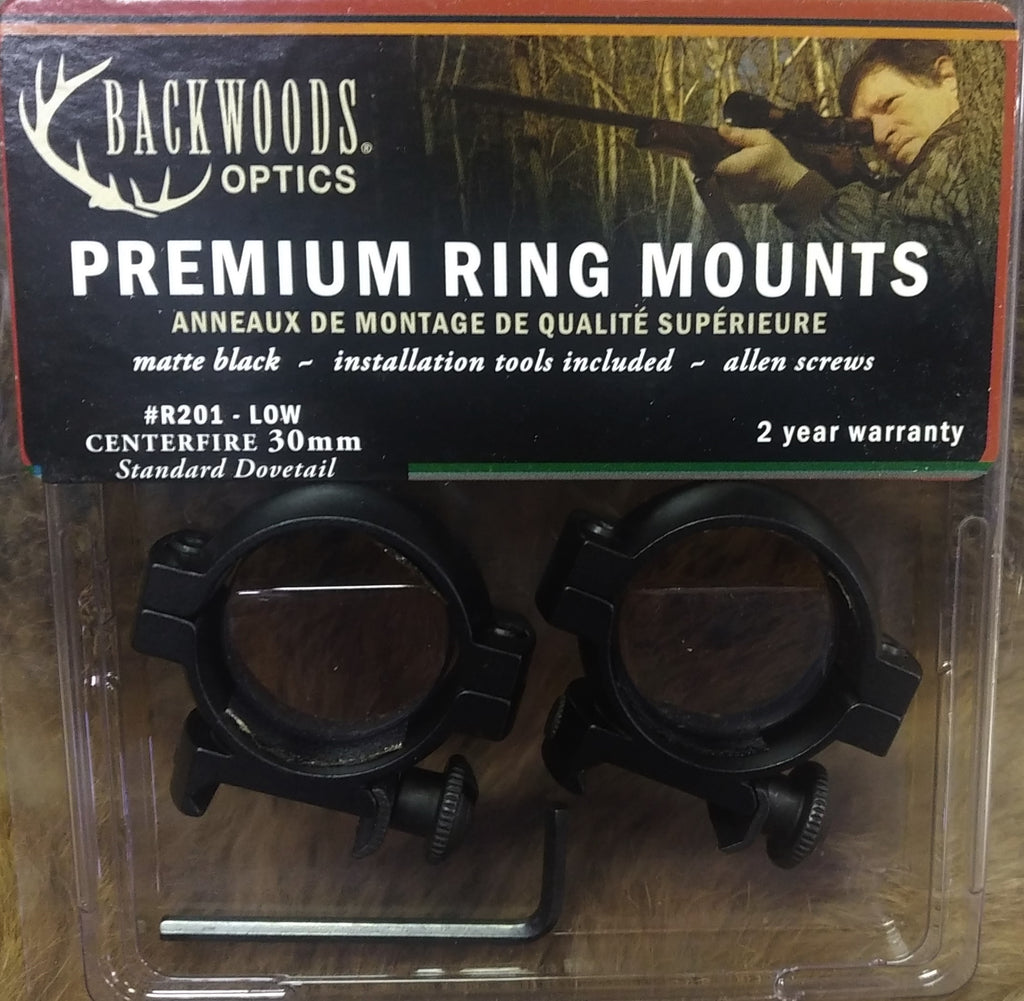 BACKWOODS®
OPTICS
PREMIUM RING MOUNTS
ANNEAUX DE MONTAGE DE QUALITÉ SUPÉRIEURE
matte black ~ installation tools included ~ allen screws
#R201 - LOW
CENTERFIRE 30mm
Standard Dovetail
2 year warranty